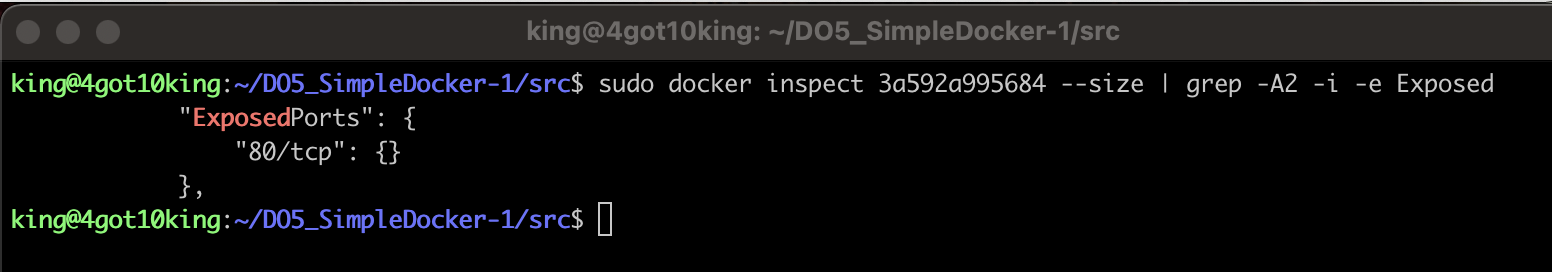 king@4got10king: ~/DO5_SimpleDocker-1/src
king@4got10king:~/DO5_SimpleDocker-1/src$ sudo docker inspect 3a592a995684 --size | grep -A2 -i -e Exposed
"ExposedPorts": {
"80/tcp": {}
},
king@4got10king:~/DO5_SimpleDocker-1/src$